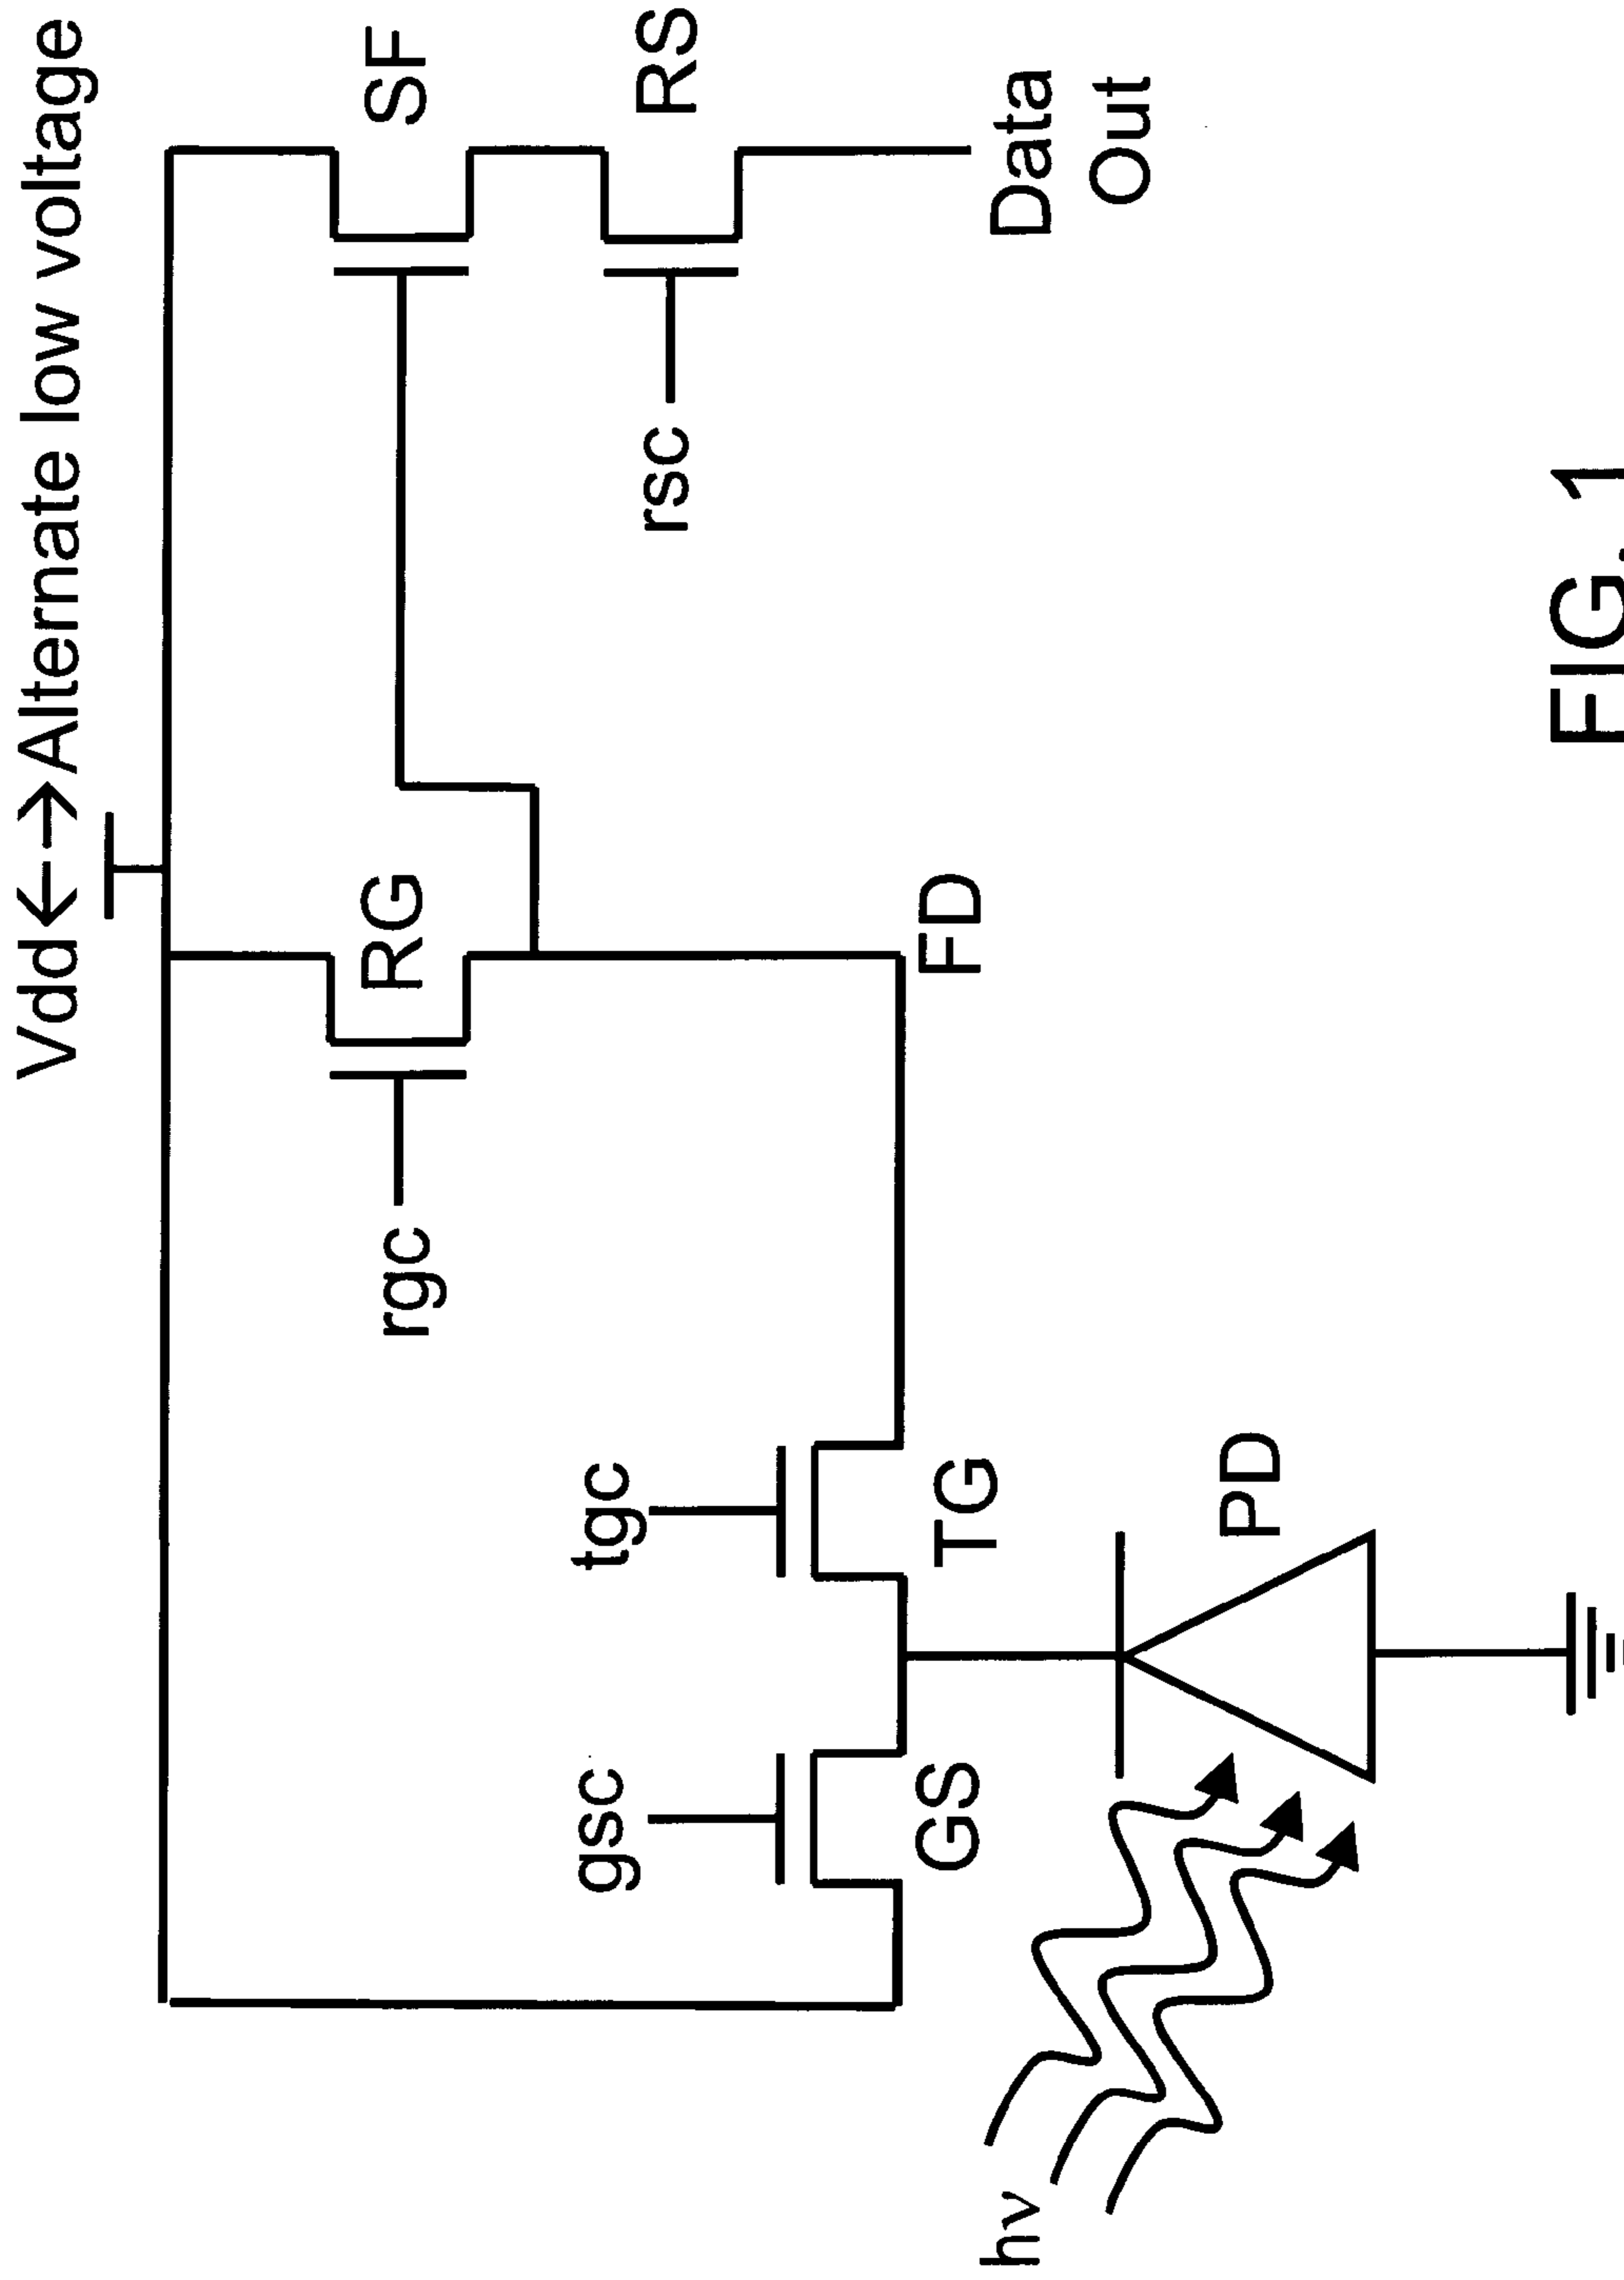 Vdd ←→ Alternate low voltage
SF
RG
rgc
RS
rsc
tgc
gsc
FD
TG
GS
Data
Out
hν
PD
FIG. 1